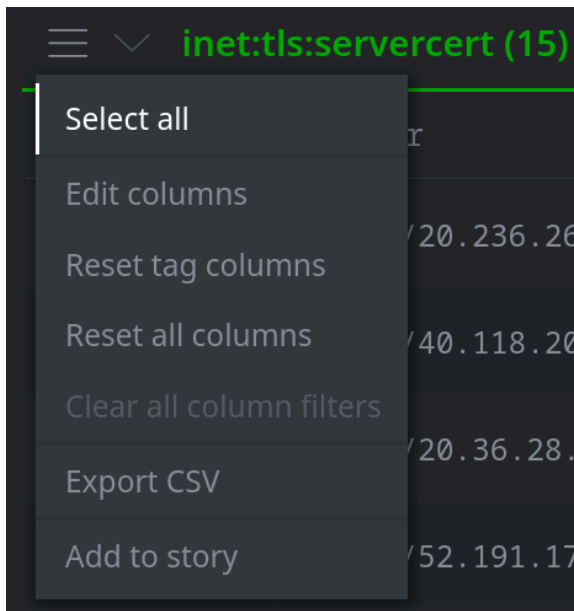 inet:tls:servercert (15)
Select all
r
Edit columns
/20.236.26
Reset tag columns
Reset all columns
/40.118.20
Clear all column filters
/20.36.28.
Export CSV
Add to story
/52.191.17